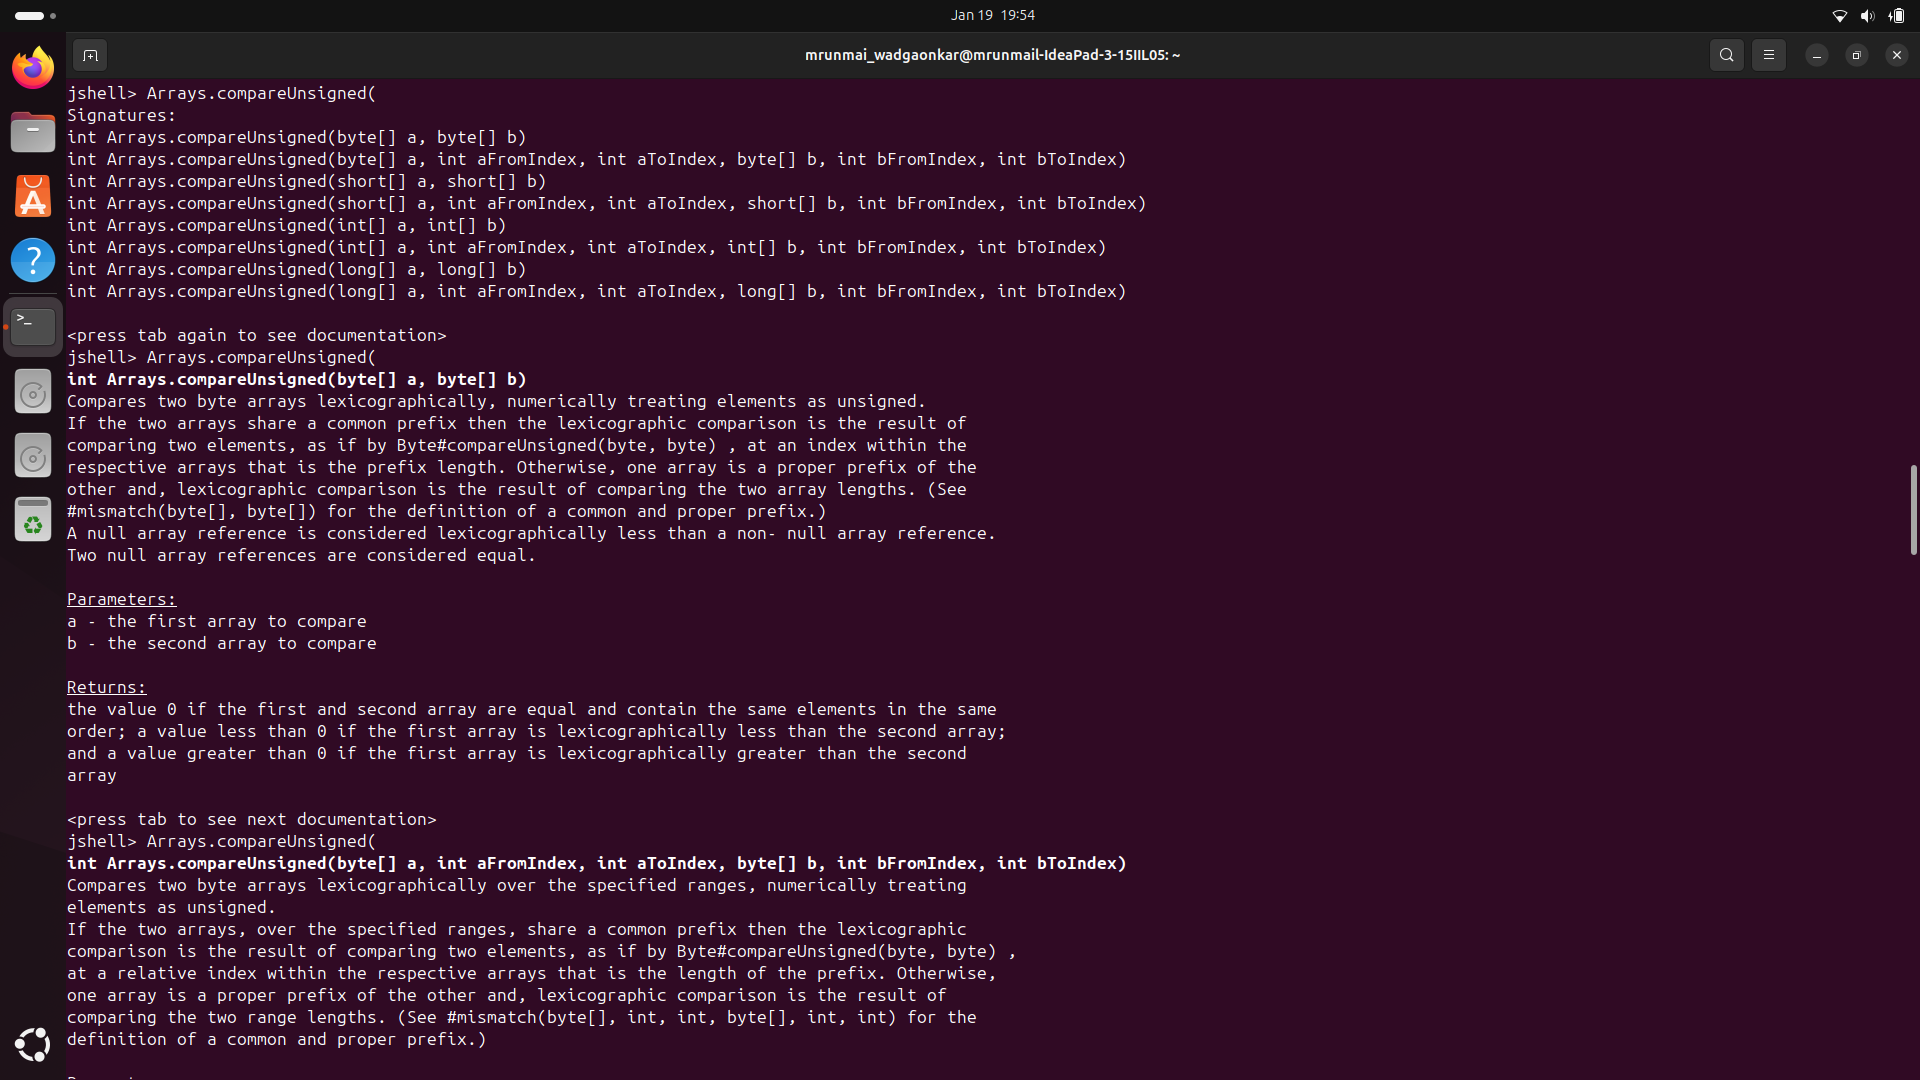 Jan 19 19:54
mrunmai_wadgaonkar@mrunmail-IdeaPad-3-15IIL05: ~
jshell> Arrays.compareUnsigned(
Signatures:
int Arrays.compareUnsigned(byte[] a, byte[] b)
int Arrays.compareUnsigned(byte[] a, int aFromIndex, int aToIndex, byte[] b, int bFromIndex, int bToIndex)
int Arrays.compareUnsigned(short[] a, short[] b)
int Arrays.compareUnsigned(short[] a, int aFromIndex, int aToIndex, short[] b, int bFromIndex, int bToIndex)
int Arrays.compareUnsigned(int[] a, int[] b)
int Arrays.compareUnsigned(int[] a, int aFromIndex, int aToIndex, int[] b, int bFromIndex, int bToIndex)
int Arrays.compareUnsigned(long[] a, long[] b)
int Arrays.compareUnsigned(long[] a, int aFromIndex, int aToIndex, long[] b, int bFromIndex, int bToIndex)
<press tab again to see documentation>
jshell> Arrays.compareUnsigned(
int Arrays.compareUnsigned(byte[] a, byte[] b)
Compares two byte arrays lexicographically, numerically treating elements as unsigned.
If the two arrays share a common prefix then the lexicographic comparison is the result of
comparing two elements, as if by Byte#compareUnsigned(byte, byte) , at an index within the
respective arrays that is the prefix length. Otherwise, one array is a proper prefix of the
other and, lexicographic comparison is the result of comparing the two array lengths. (See
#mismatch(byte[], byte[]) for the definition of a common and proper prefix.)
A null array reference is considered lexicographically less than a non- null array reference.
Two null array references are considered equal.
Parameters:
a - the first array to compare
b - the second array to compare
Returns:
the value 0 if the first and second array are equal and contain the same elements in the same
order; a value less than 0 if the first array is lexicographically less than the second array;
and a value greater than 0 if the first array is lexicographically greater than the second
array
<press tab to see next documentation>
jshell> Arrays.compareUnsigned(
int Arrays.compareUnsigned(byte[] a, int aFromIndex, int aToIndex, byte[] b, int bFromIndex, int bToIndex)
Compares two byte arrays lexicographically over the specified ranges, numerically treating
elements as unsigned.
If the two arrays, over the specified ranges, share a common prefix then the lexicographic
comparison is the result of comparing two elements, as if by Byte#compareUnsigned(byte, byte) ,
at a relative index within the respective arrays that is the length of the prefix. Otherwise,
one array is a proper prefix of the other and, lexicographic comparison is the result of
comparing the two range lengths. (See #mismatch(byte[], int, int, byte[], int, int) for the
definition of a common and proper prefix.)